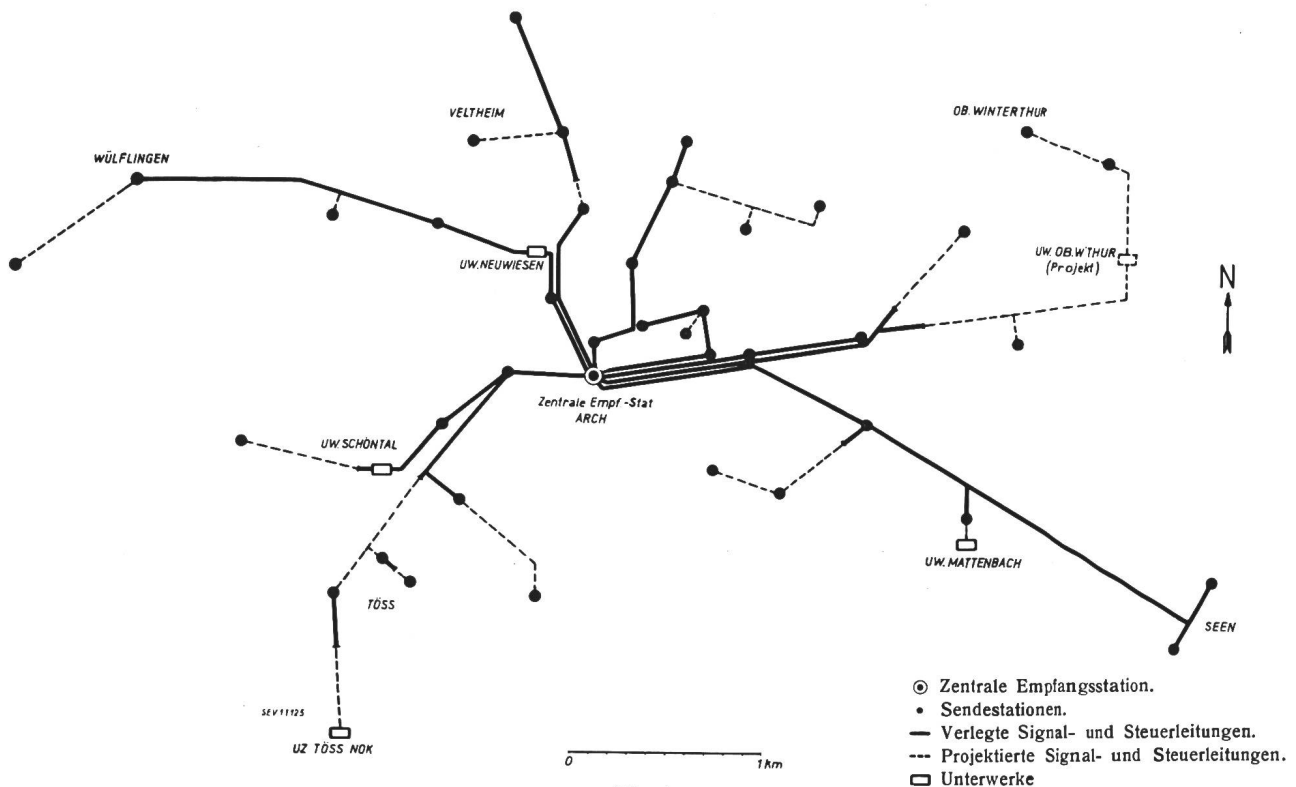 VELTHEIM
OB. WINTERTHUR
WÜLFLINGEN
UW. NEUWIESEN
UW. OB. W'THUR
(Projekt)
N
Zentrale Empf.-Stat
ARCH
UW. SCHÖNTAL
UW. MATTENBACH
TÖSS
SEEN
SEV11125
UZ TÖSS NOK
0
1 km
Zentrale Empfangsstation.
Sendestationen.
Verlegte Signal- und Steuerleitungen.
Projektierte Signal- und Steuerleitungen.
Unterwerke